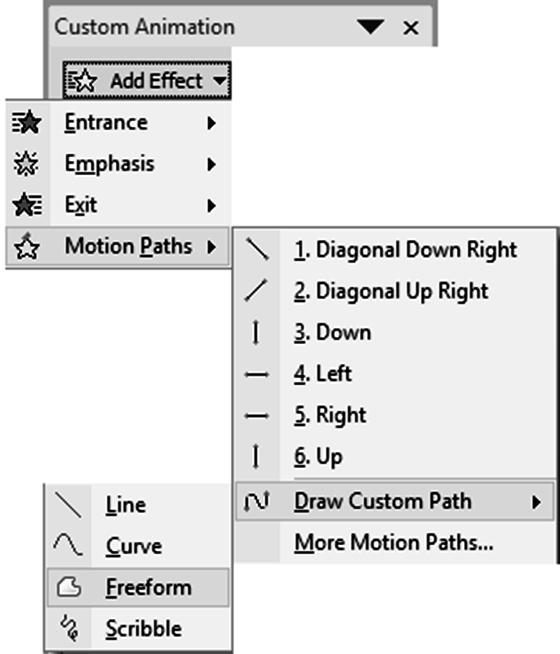 Custom Animation
Add Effect
Entrance
Emphasis
Exit
Motion Paths
1. Diagonal Down Right
2. Diagonal Up Right
3. Down
4. Left
5. Right
6. Up
Draw Custom Path
More Motion Paths...
Line
Curve
Freeform
Scribble